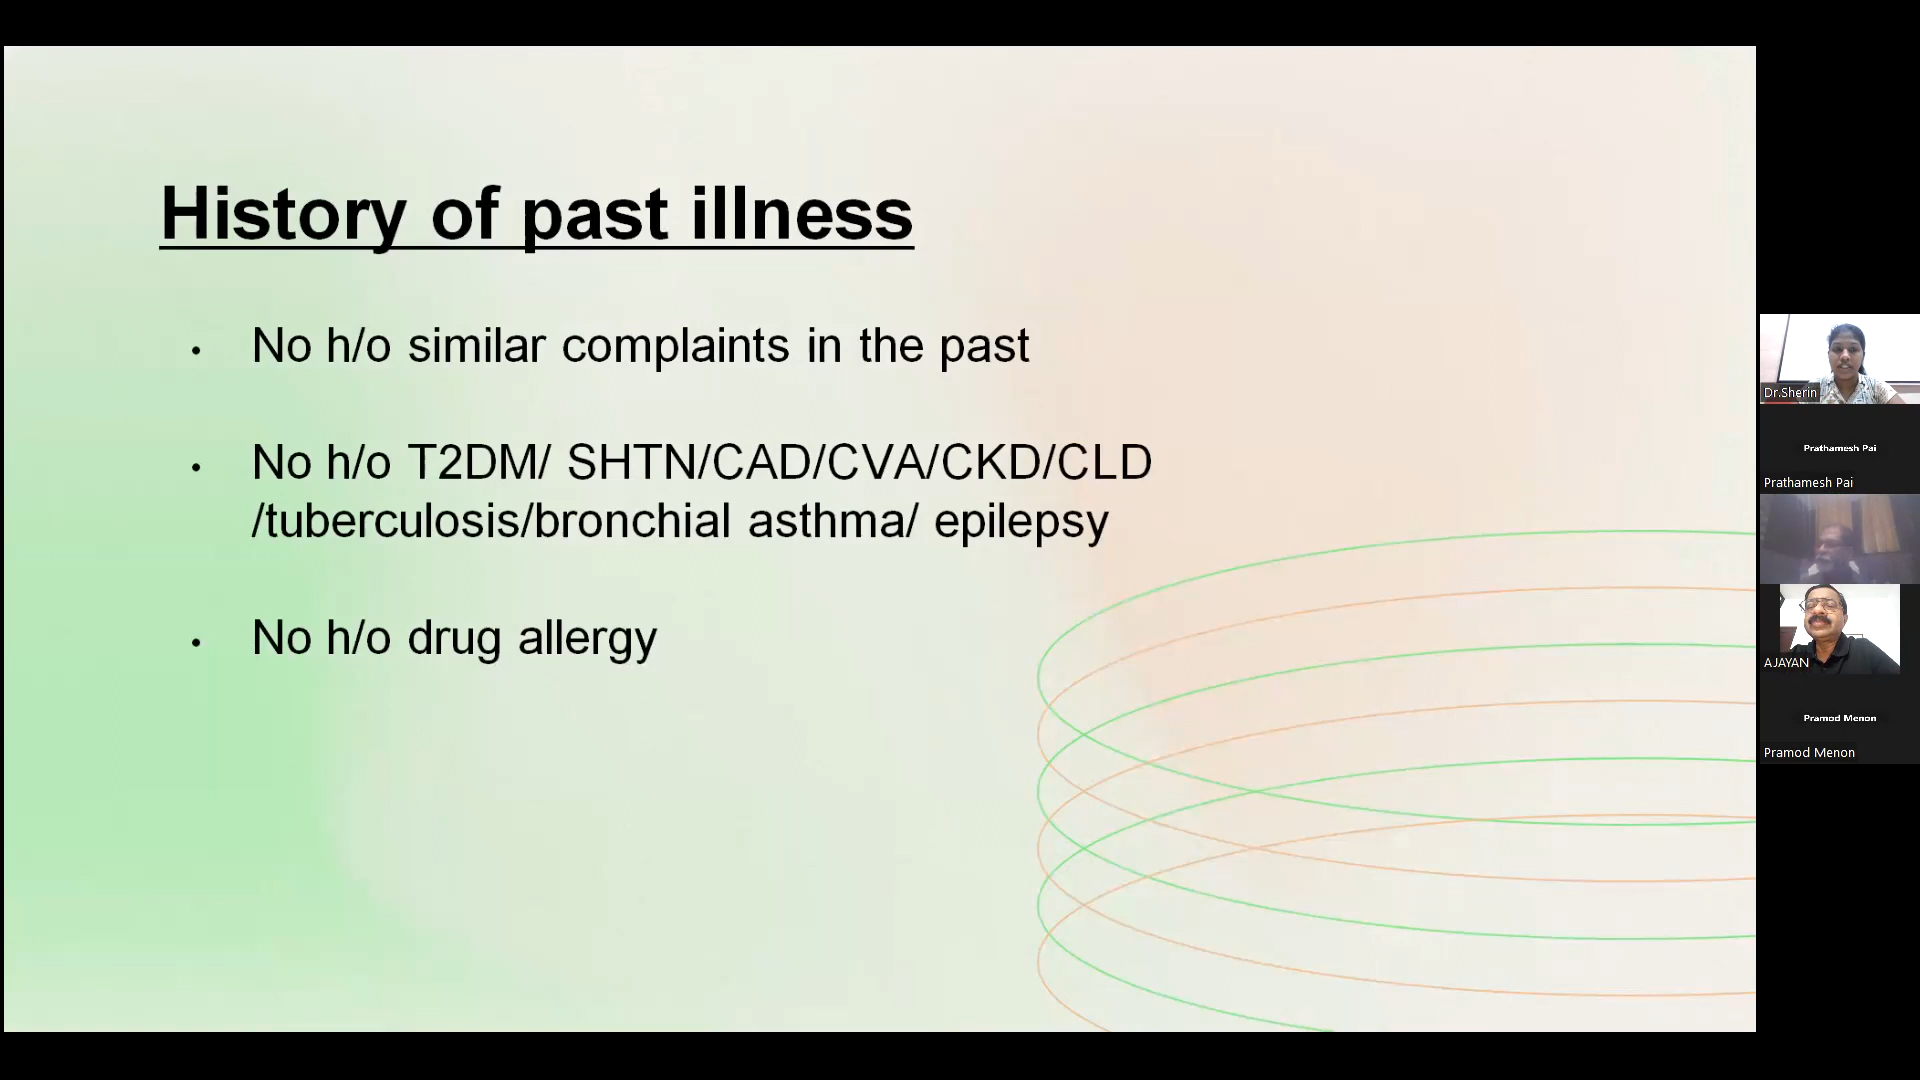 History of past illness
• No h/o similar complaints in the past
• No h/o T2DM/ SHTN/CAD/CVA/CKD/CLD
/tuberculosis/bronchial asthma/ epilepsy
• No h/o drug allergy
Dr.Sherin
Prathamesh Pai
Prathamesh Pai
AJAYAN
Pramod Menon
Pramod Menon